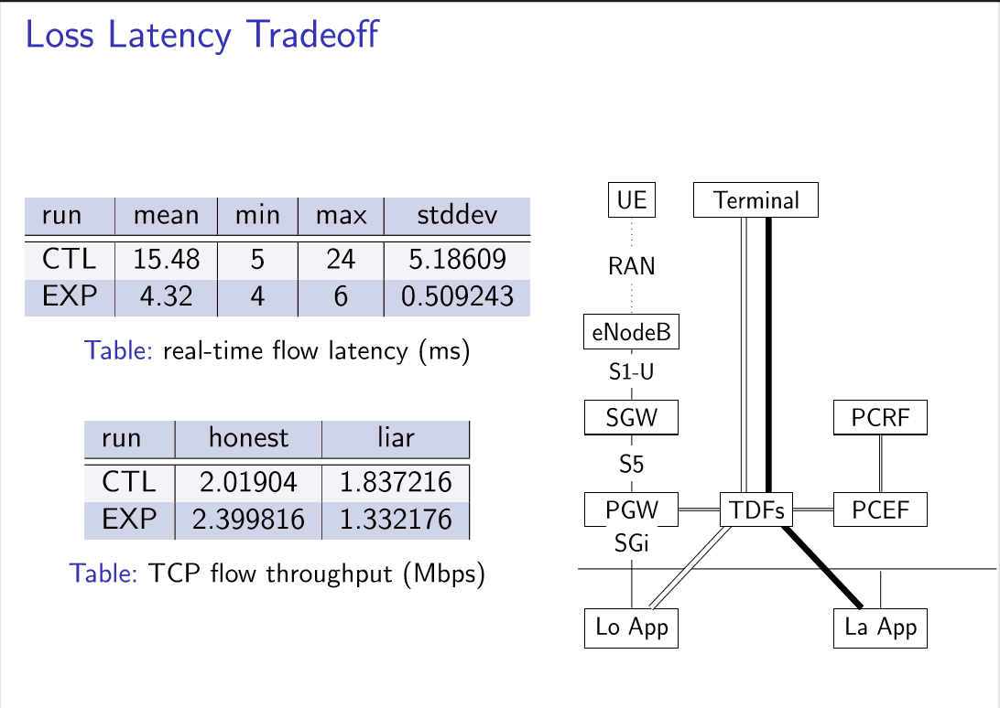 Loss Latency Tradeoff
run mean min max stddev
CTL 15.48 5 24 5.18609
EXP 4.32 4 6 0.509243
Table: real-time flow latency (ms)
run honest liar
CTL 2.01904 1.837216
EXP 2.399816 1.332176
Table: TCP flow throughput (Mbps)
UE Terminal
RAN
eNodeB
S1-U
SGW PCRF
S5
PGW TDFs PCEF
SGi
Lo App La App